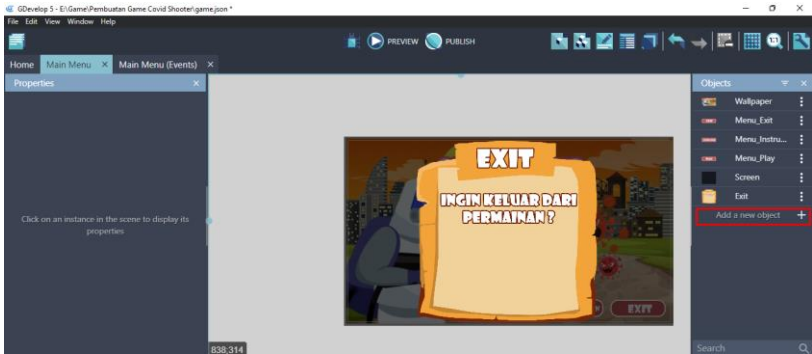 GDevelop 5 - E:\Game\Pembuatan Game Covid Shooter\game.json *
File Edit View Window Help
PREVIEW PUBLISH
Home Main Menu × Main Menu (Events) ×
Properties ×
Objects ×
Wallpaper
Menu_Exit
Menu_Instru...
Menu_Play
Screen
Exit
Add a new object +
Click on an instance in the scene to display its
properties
EXIT
INGIN KELUAR DARI
PERMAINAN ?
EXIT
838;314
Search